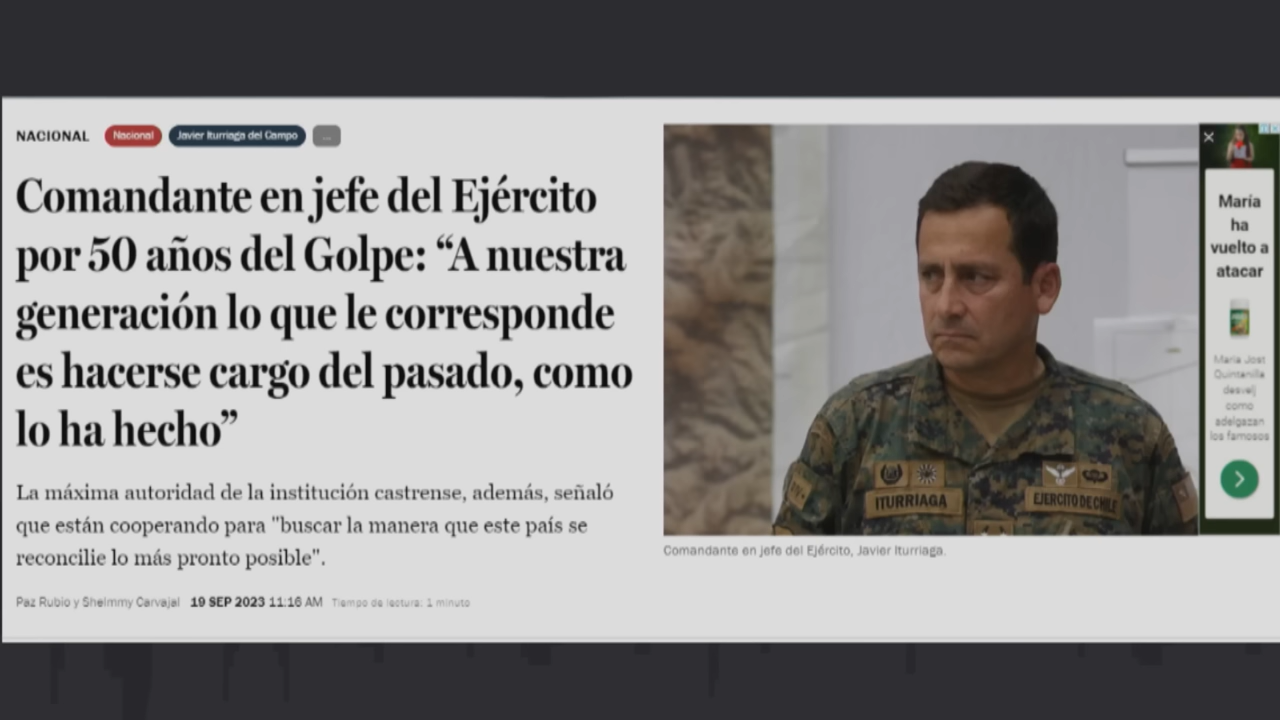 NACIONAL Nacional Javier Iturriaga del Campo ...
Comandante en jefe del Ejército
por 50 años del Golpe: “A nuestra
generación lo que le corresponde
es hacerse cargo del pasado, como
lo ha hecho”
La máxima autoridad de la institución castrense, además, señaló
que están cooperando para "buscar la manera que este país se
reconcilie lo más pronto posible".
Paz Rubio y Shelmmy Carvajal 19 SEP 2023 11:16 AM Tiempo de lectura: 1 minuto
ITURRIAGA
EJERCITO DE CHILE
Comandante en jefe del Ejército, Javier Iturriaga.
María
ha
vuelto a
atacar
Maria Jost
Quintanilla
desvelj
como
adelgazan
los famosos